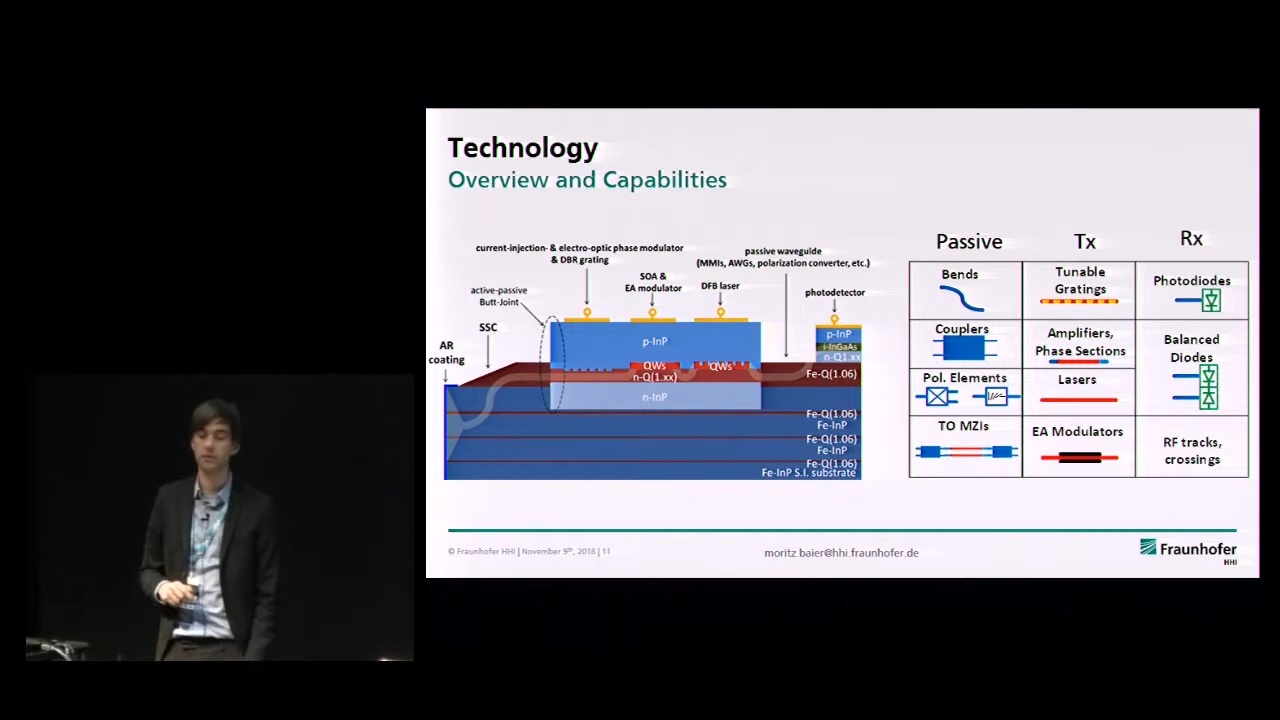 Technology
Overview and Capabilities
current-injection- & electro-optic phase modulator
& DBR grating
SOA &
EA modulator
DFB laser
passive waveguide
(MMIs, AWGs, polarization converter, etc.)
photodetector
active-passive
Butt-Joint
SSC
AR
coating
p-InP
QWs
QWs
n-Q(1.xx)
n-InP
p-InP
i-InGaAs
n-Q1.xx
Fe-Q(1.06)
Fe-Q(1.06)
Fe-InP
Fe-Q(1.06)
Fe-InP
Fe-Q(1.06)
Fe-InP S.I. substrate
Passive
Tx
Rx
Bends
Tunable
Gratings
Photodiodes
Couplers
Amplifiers,
Phase Sections
Balanced
Diodes
Pol. Elements
Lasers
TO MZIs
EA Modulators
RF tracks,
crossings
© Fraunhofer HHI | November 9th, 2018 | 11
moritz.baier@hhi.fraunhofer.de
Fraunhofer
HHI